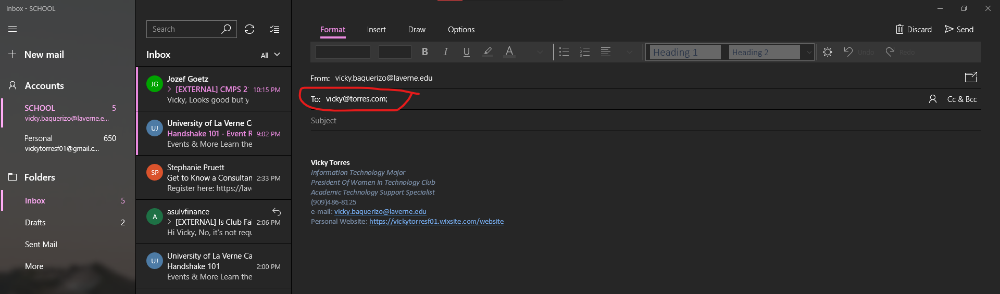 Inbox - SCHOOL
New mail
Accounts
SCHOOL 5
vicky.baquerizo@laverne.e...
Personal 650
vickytorresf01@gmail.c...
Folders
Inbox 5
Drafts 2
Sent Mail
More
Search
Inbox All
JG
Jozef Goetz
> [EXTERNAL] CMPS 2 10:15 PM
Vicky, Looks good but y
UJ
University of La Verne Ca
Handshake 101 - Event R 9:02 PM
Events & More Learn the
SP
Stephanie Pruett
Get to Know a Consultan 2:33 PM
Register here: https://lav
A
asulvfinance
> [EXTERNAL] Is Club Fai 2:06 PM
Hi Vicky, No, it's not requ
UJ
University of La Verne Ca
Handshake 101 2:00 PM
Events & More Learn the
Format Insert Draw Options Discard Send
B I U A Heading 1 Heading 2 Undo Redo
From: vicky.baquerizo@laverne.edu
To: vicky@torres.com; Cc & Bcc
Subject
Vicky Torres
Information Technology Major
President Of Women In Technology Club
Academic Technology Support Specialist
(909)486-8125
e-mail: vicky.baquerizo@laverne.edu
Personal Website: https://vickytorresf01.wixsite.com/website